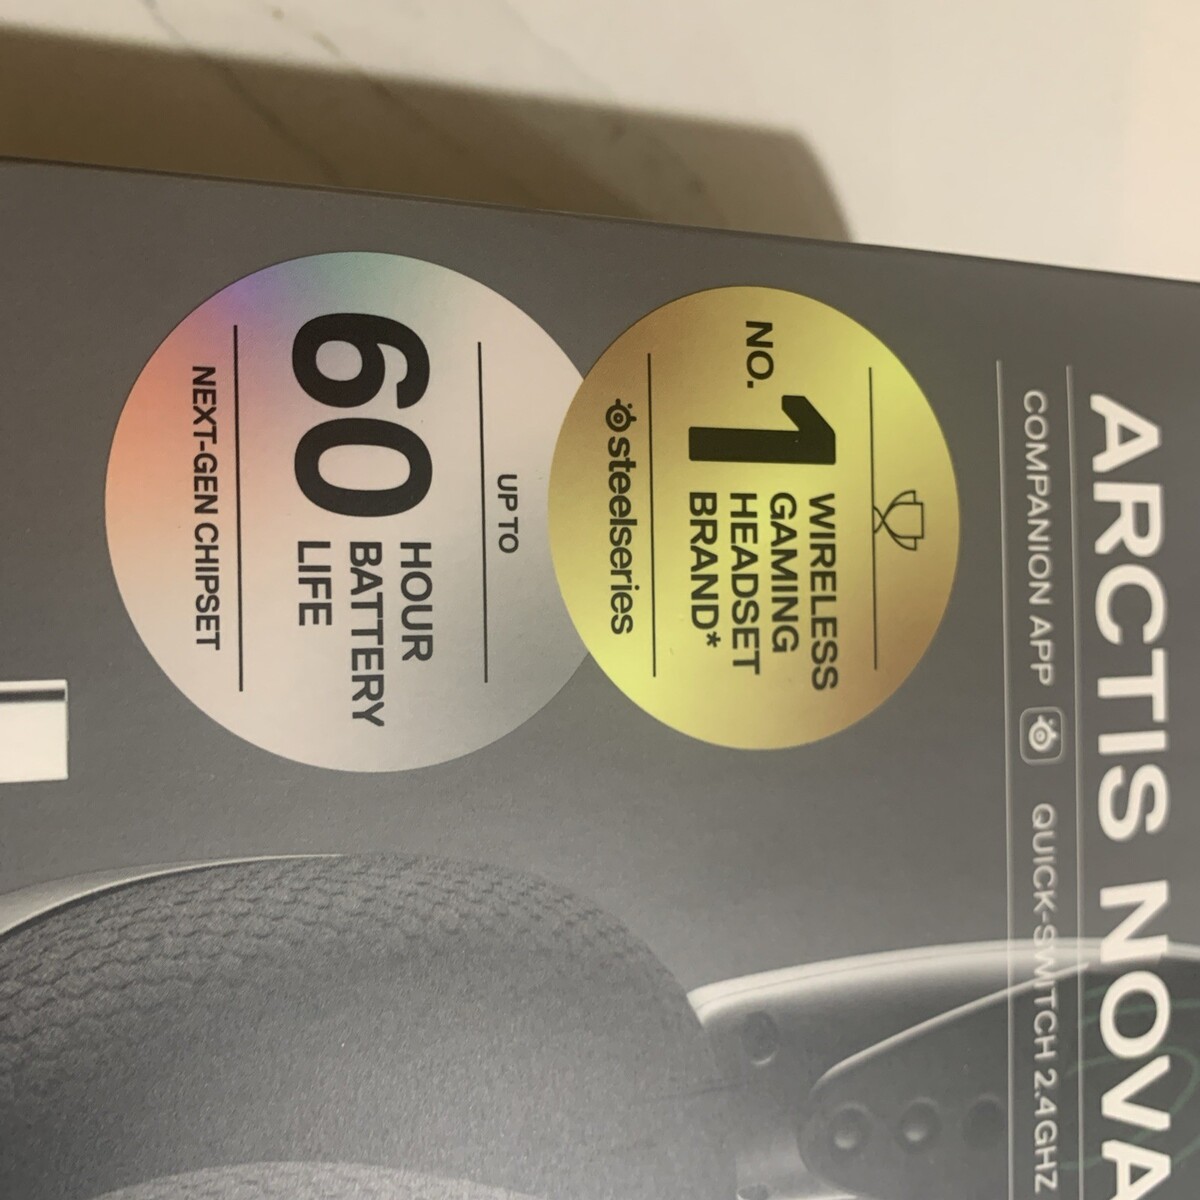 ARCTIS NOVA
COMPANION APP QUICK-SWITCH 2.4GHZ
NO. 1 WIRELESS
GAMING
HEADSET
BRAND*
steelseries
UP TO
60 HOUR
BATTERY
LIFE
NEXT-GEN CHIPSET